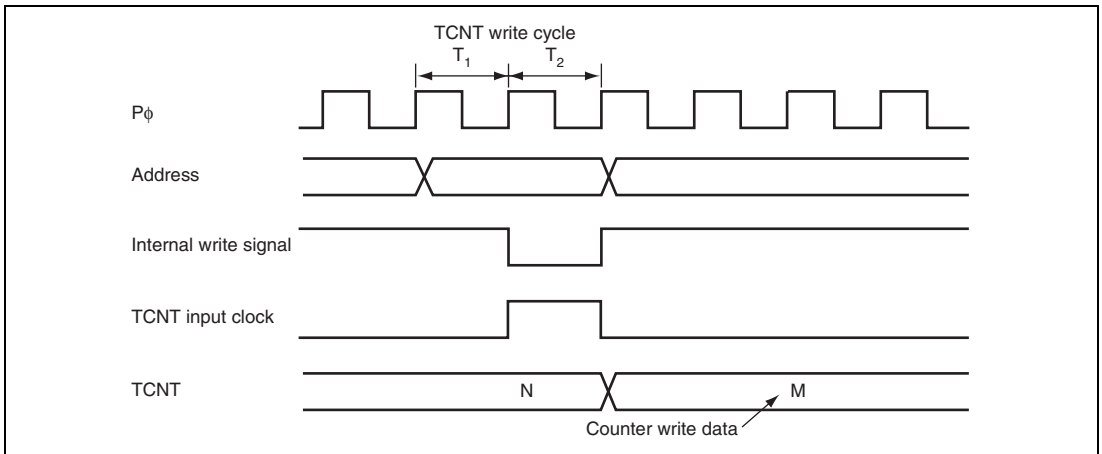 TCNT write cycle
T1 T2
Pϕ
Address
Internal write signal
TCNT input clock
TCNT N M
Counter write data